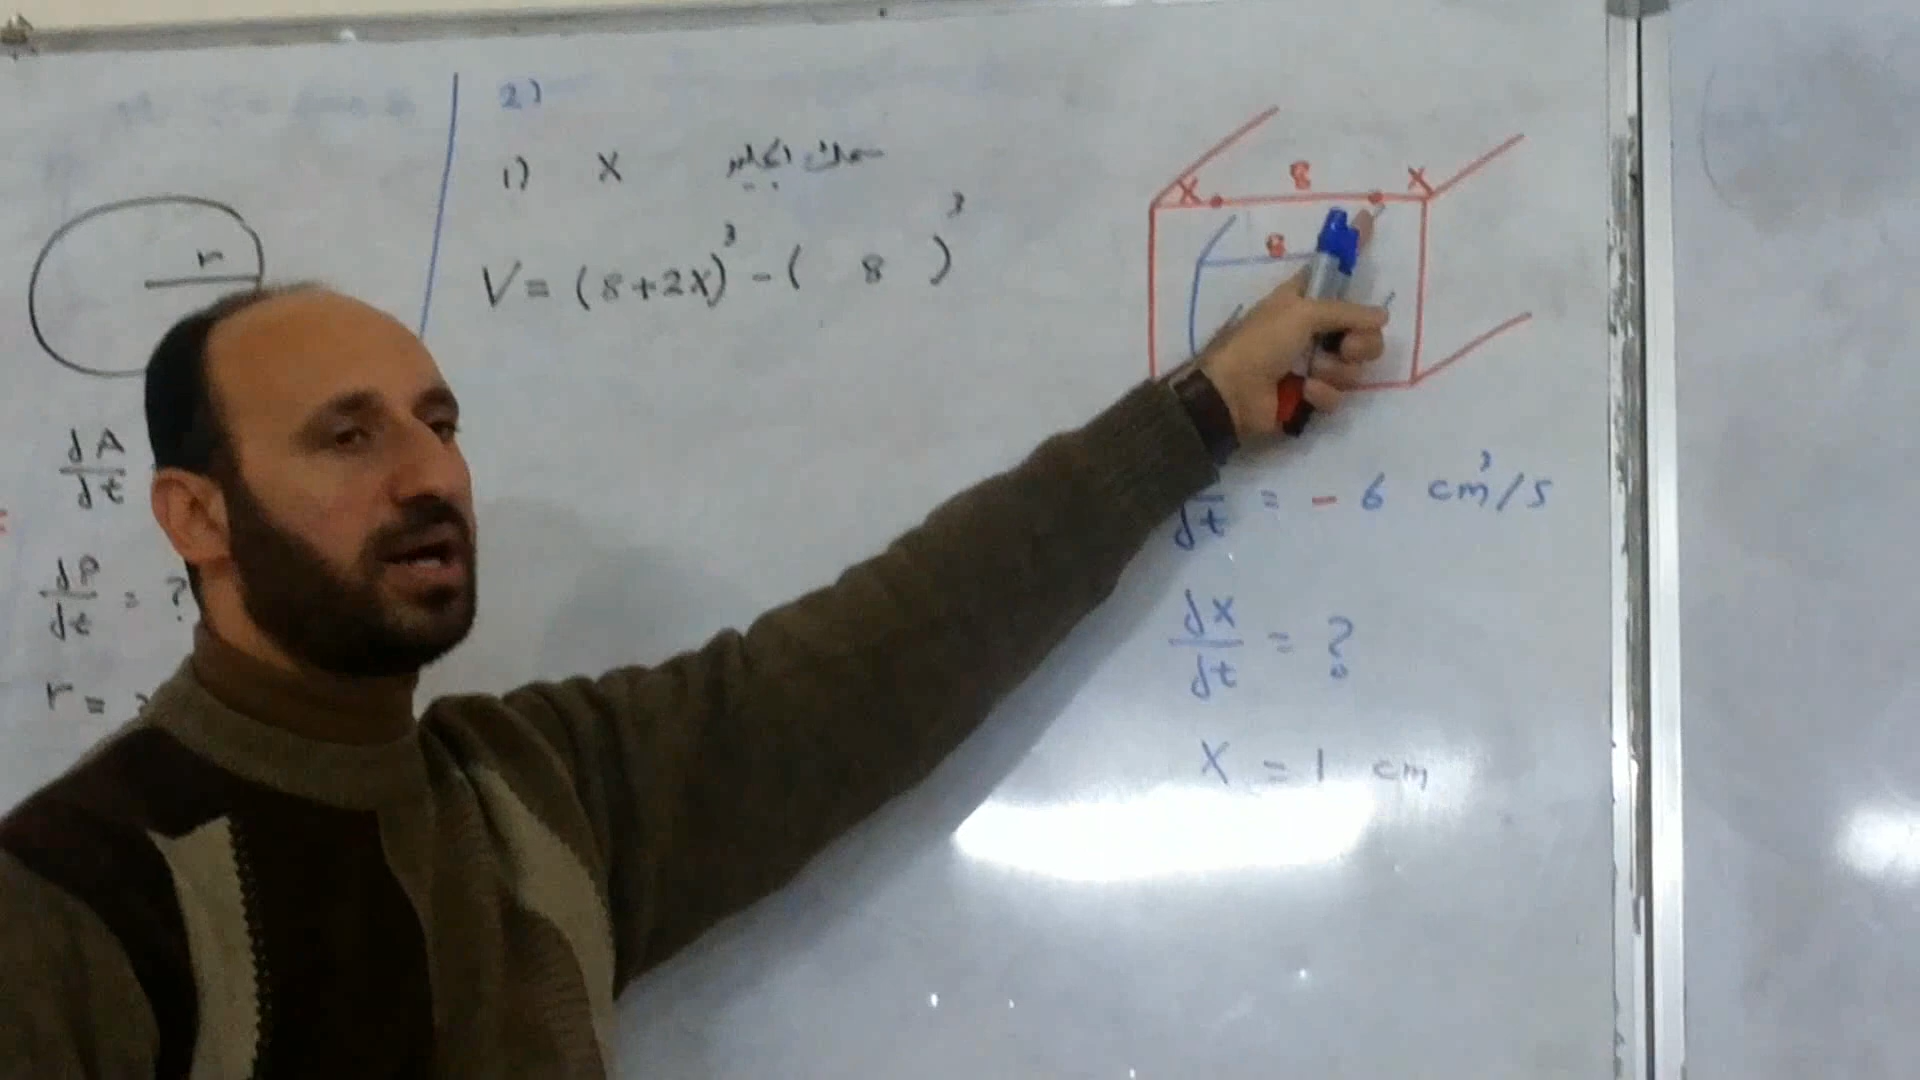 r
dA/dt
dP/dt = ?
r =
2)
1) X سمك الجليد
V = (8+2X)³ - ( 8 )³
X 8 X
8
dt = - 6 cm³/s
dX/dt = ?
X = 1 cm